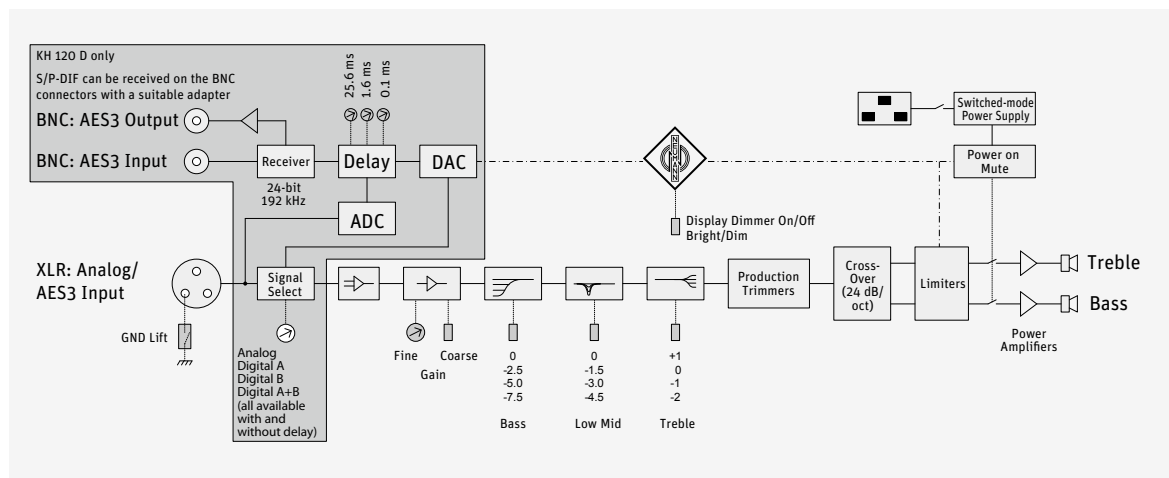 KH 120 D only
S/P-DIF can be received on the BNC
connectors with a suitable adapter
BNC: AES3 Output
BNC: AES3 Input
25.6 ms
1.6 ms
0.1 ms
Receiver
24-bit
192 kHz
Delay
DAC
ADC
NEUMANN
Display Dimmer On/Off
Bright/Dim
Switched-mode
Power Supply
Power on
Mute
XLR: Analog/
AES3 Input
GND Lift
Signal
Select
Analog
Digital A
Digital B
Digital A+B
(all available
with and
without delay)
Fine
Coarse
Gain
0
-2.5
-5.0
-7.5
Bass
0
-1.5
-3.0
-4.5
Low Mid
+1
0
-1
-2
Treble
Production
Trimmers
Cross-
Over
(24 dB/
oct)
Limiters
Treble
Bass
Power
Amplifiers